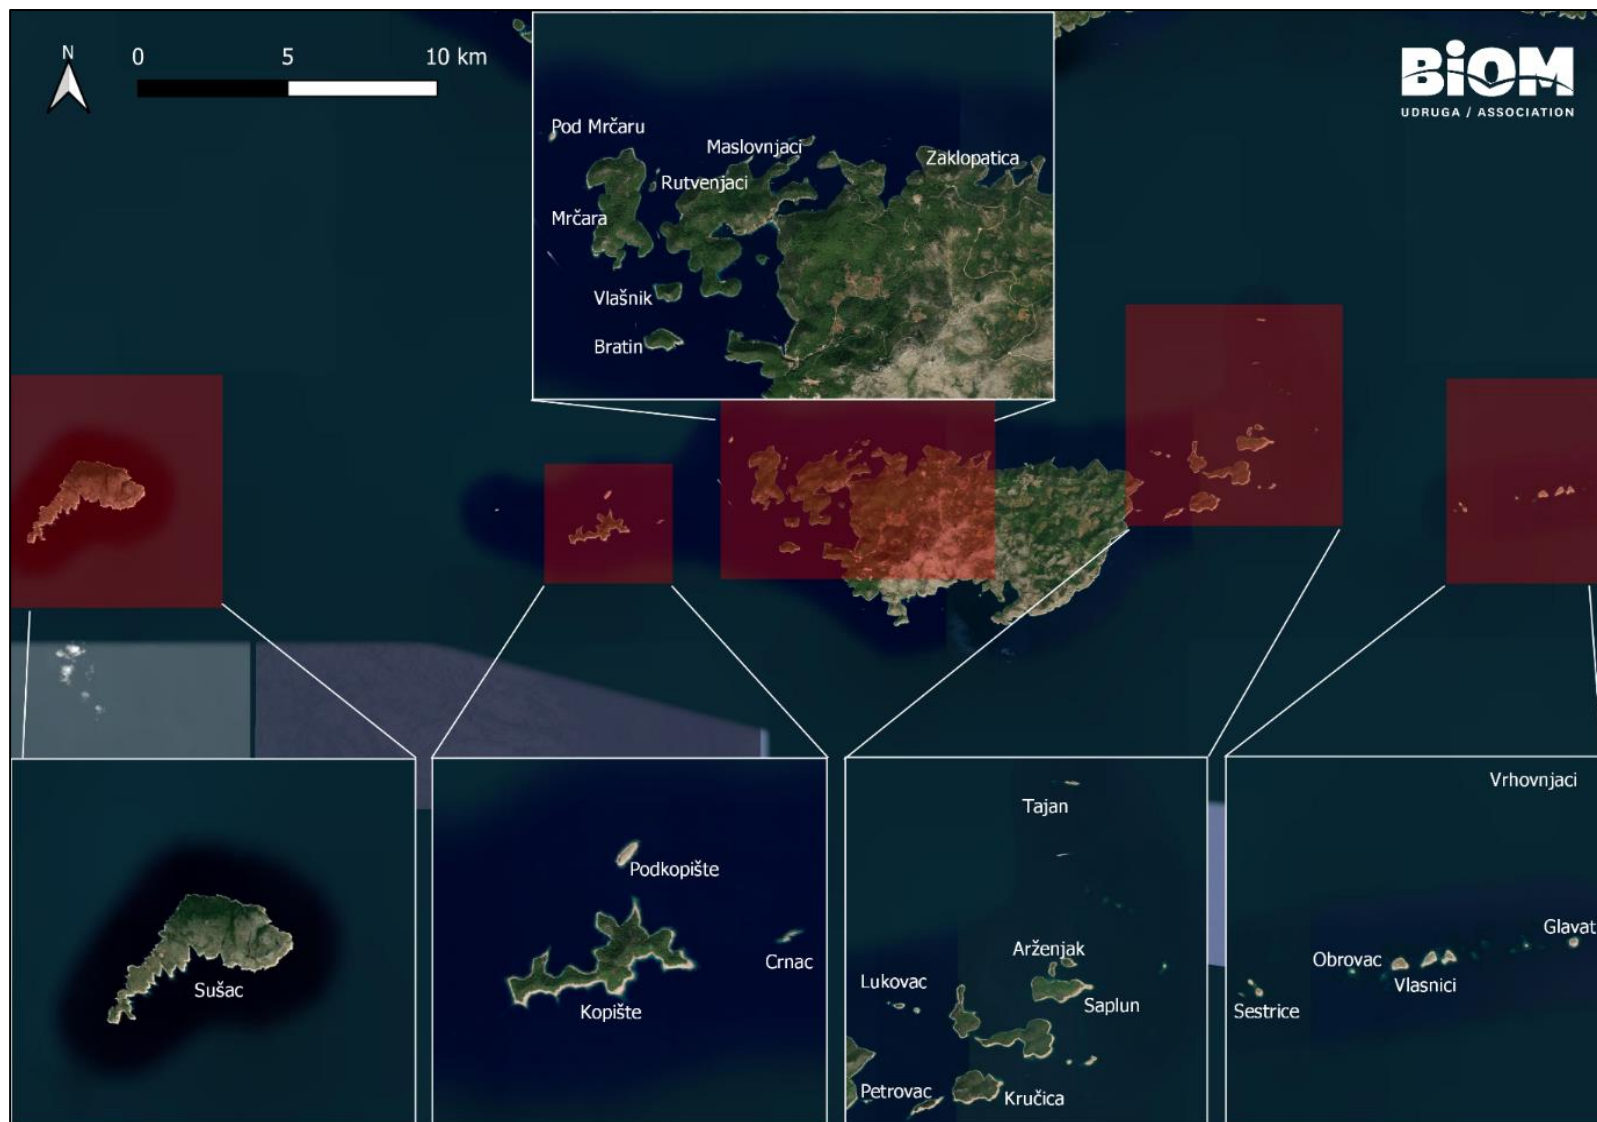 N
0 5 10 km
BIOM
UDRUGA / ASSOCIATION
Pod Mrčaru
Maslovnjaci
Zaklopatica
Rutvenjaci
Mrčara
Vlašnik
Bratin
Sušac
Podkopište
Crnac
Kopište
Tajan
Arženjak
Lukovac
Saplun
Petrovac
Kručica
Vrhovnjaci
Glavat
Obrovac
Vlasnici
Sestrice